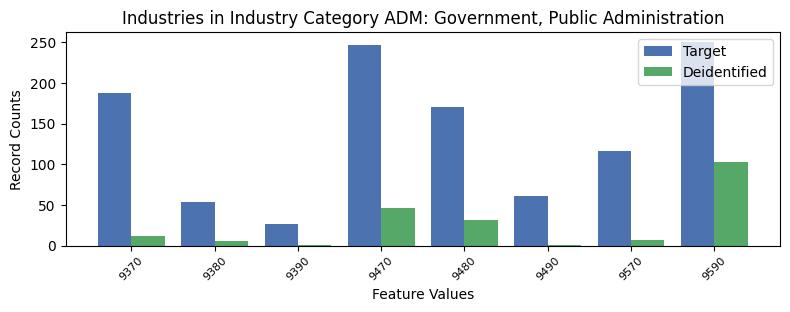 Industries in Industry Category ADM: Government, Public Administration
Record Counts
250
200
150
100
50
0
Target
Deidentified
9370
9380
9390
9470
9480
9490
9570
9590
Feature Values